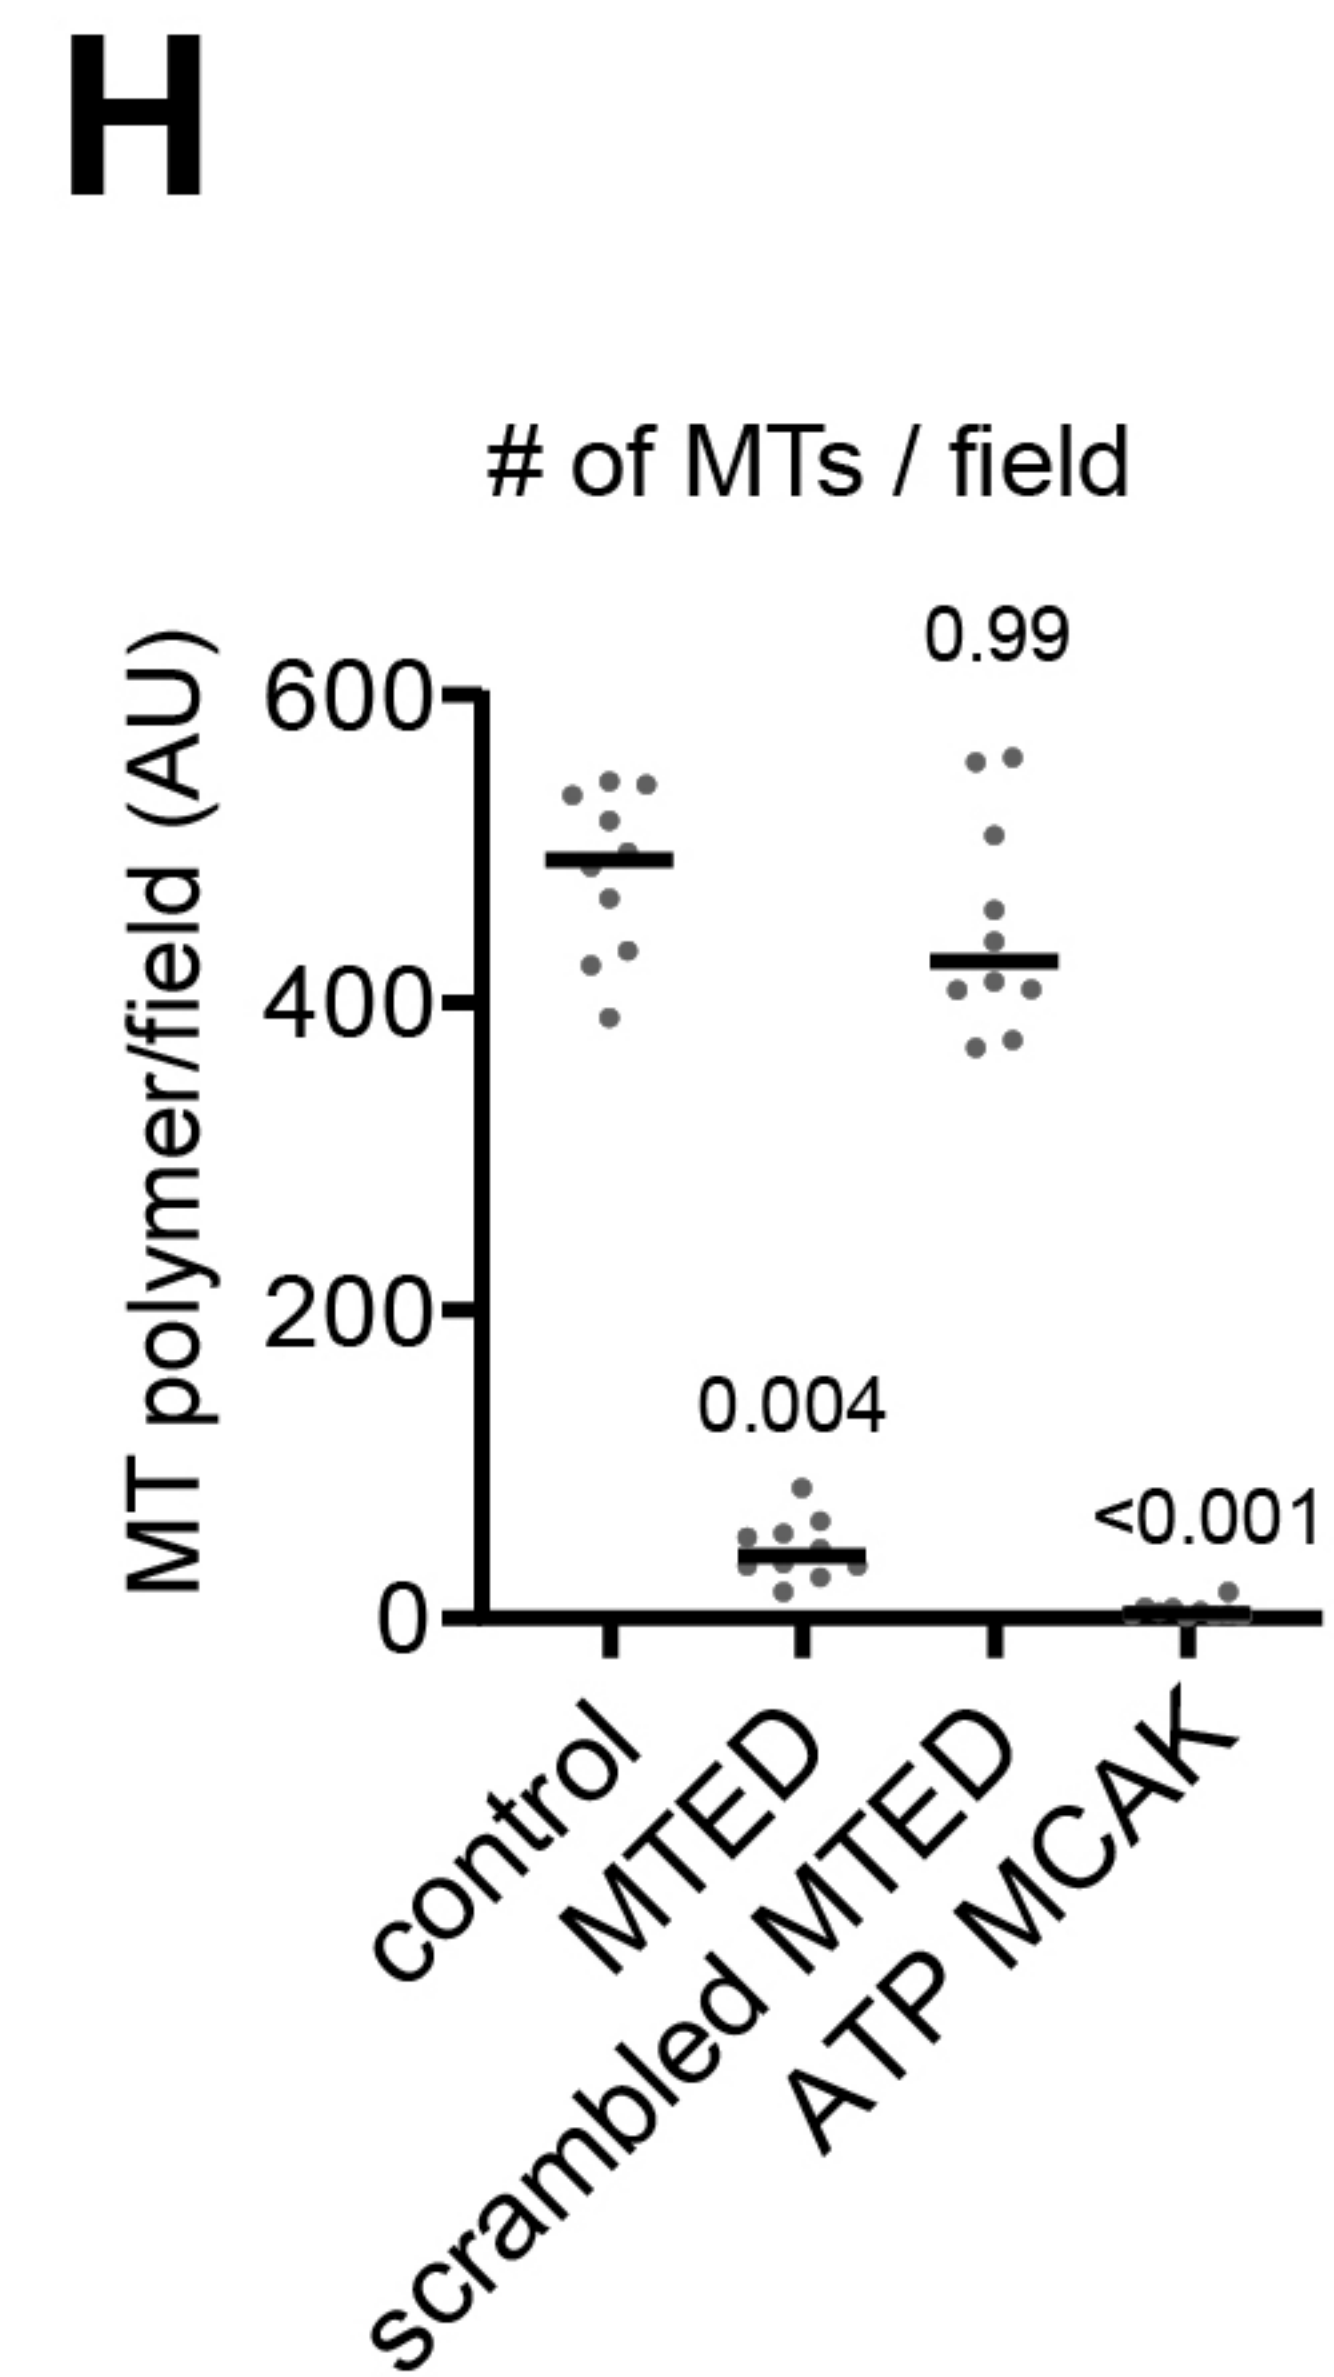 H
# of MTs / field
MT polymer/field (AU)
0.99
600
400
200
0.004
<0.001
0
control
MTED
scrambled MTED
ATP MCAK